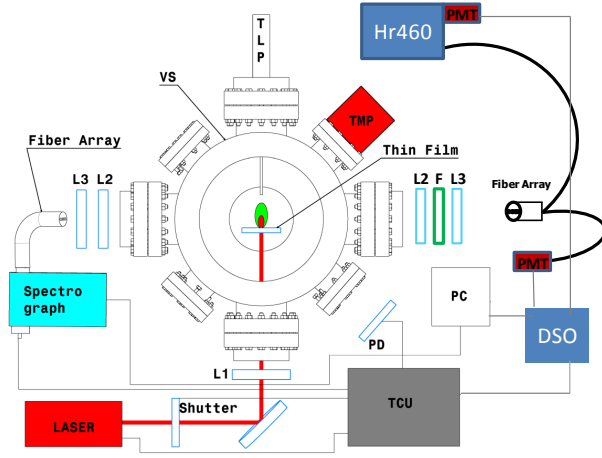 T
L
P
Hr460
PMT
VS
TMP
Fiber Array
Thin Film
L3 L2
L2 F L3
Fiber Array
PMT
Spectro
graph
PC
DSO
PD
L1
Shutter
TCU
LASER